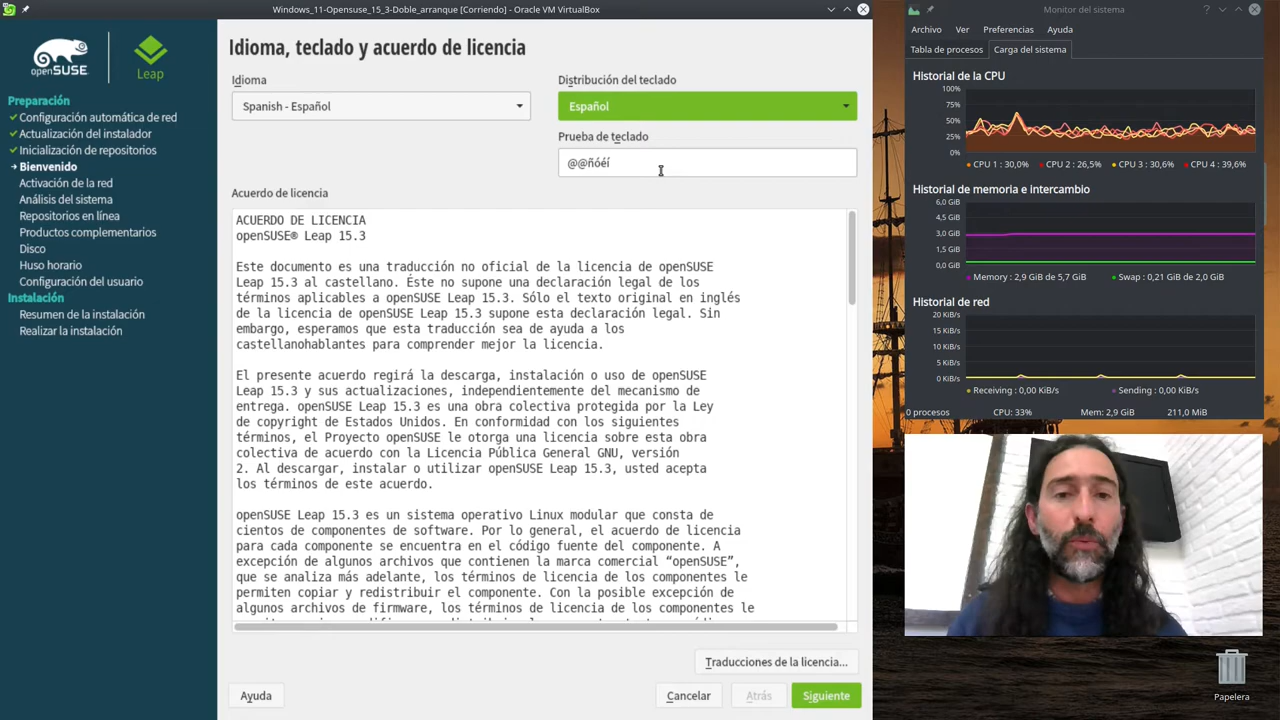 Windows_11-Opensuse_15_3-Doble_arranque [Corriendo] - Oracle VM VirtualBox
openSUSE
Leap
Preparación
Configuración automática de red
Actualización del instalador
Inicialización de repositorios
Bienvenido
Activación de la red
Análisis del sistema
Repositorios en línea
Productos complementarios
Disco
Huso horario
Configuración del usuario
Instalación
Resumen de la instalación
Realizar la instalación
Idioma, teclado y acuerdo de licencia
Idioma
Spanish - Español
Distribución del teclado
Español
Prueba de teclado
@@ñóéí
Acuerdo de licencia
ACUERDO DE LICENCIA
openSUSE® Leap 15.3
Este documento es una traducción no oficial de la licencia de openSUSE
Leap 15.3 al castellano. Éste no supone una declaración legal de los
términos aplicables a openSUSE Leap 15.3. Sólo el texto original en inglés
de la licencia de openSUSE Leap 15.3 supone esta declaración legal. Sin
embargo, esperamos que esta traducción sea de ayuda a los
castellanohablantes para comprender mejor la licencia.
El presente acuerdo regirá la descarga, instalación o uso de openSUSE
Leap 15.3 y sus actualizaciones, independientemente del mecanismo de
entrega. openSUSE Leap 15.3 es una obra colectiva protegida por la Ley
de copyright de Estados Unidos. En conformidad con los siguientes
términos, el Proyecto openSUSE le otorga una licencia sobre esta obra
colectiva de acuerdo con la Licencia Pública General GNU, versión
2. Al descargar, instalar o utilizar openSUSE Leap 15.3, usted acepta
los términos de este acuerdo.
openSUSE Leap 15.3 es un sistema operativo Linux modular que consta de
cientos de componentes de software. Por lo general, el acuerdo de licencia
para cada componente se encuentra en el código fuente del componente. A
excepción de algunos archivos que contienen la marca comercial “openSUSE”,
que se analiza más adelante, los términos de licencia de los componentes le
permiten copiar y redistribuir el componente. Con la posible excepción de
algunos archivos de firmware, los términos de licencia de los componentes le
Traducciones de la licencia...
Ayuda
Cancelar
Atrás
Siguiente
Monitor del sistema
Archivo Ver Preferencias Ayuda
Tabla de procesos Carga del sistema
Historial de la CPU
100%
75%
50%
25%
0%
CPU 1 : 30,0% CPU 2 : 26,5% CPU 3 : 30,6% CPU 4 : 39,6%
Historial de memoria e intercambio
6,0 GiB
4,5 GiB
3,0 GiB
1,5 GiB
0,0 GiB
Memory : 2,9 GiB de 5,7 GiB Swap : 0,21 GiB de 2,0 GiB
Historial de red
20 KiB/s
15 KiB/s
10 KiB/s
5 KiB/s
0 KiB/s
Receiving : 0,00 KiB/s Sending : 0,00 KiB/s
0 procesos CPU: 33% Mem: 2,9 GiB 211,0 MiB
Papelera